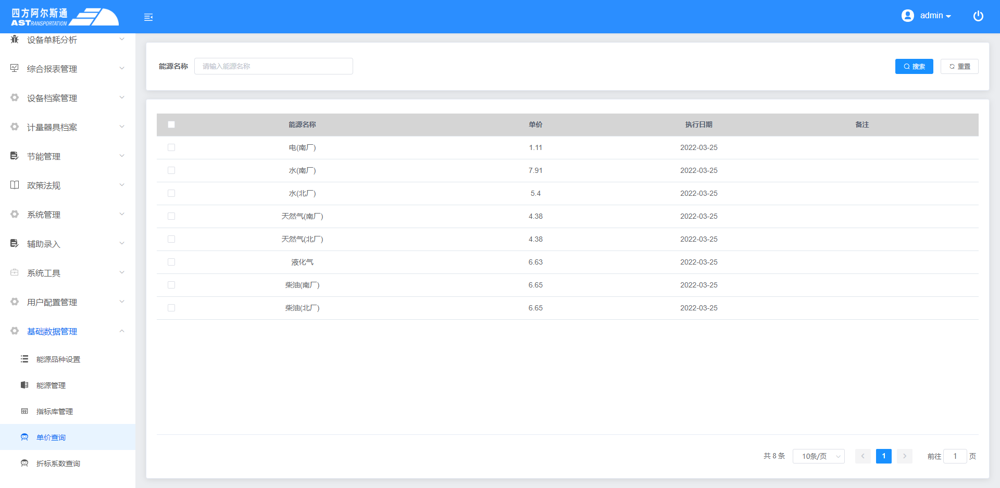 四方阿尔斯通
ASTRANSPORTATION
admin
设备单耗分析
综合报表管理
设备档案管理
计量器具档案
节能管理
政策法规
系统管理
辅助录入
系统工具
用户配置管理
基础数据管理
能源品种设置
能源管理
指标库管理
单价查询
折标系数查询
能源名称 请输入能源名称 搜索 重置
能源名称 单价 执行日期 备注
电(南厂) 1.11 2022-03-25
水(南厂) 7.91 2022-03-25
水(北厂) 5.4 2022-03-25
天然气(南厂) 4.38 2022-03-25
天然气(北厂) 4.38 2022-03-25
液化气 6.63 2022-03-25
柴油(南厂) 6.65 2022-03-25
柴油(北厂) 6.65 2022-03-25
共 8 条 10条/页 1 前往 1 页